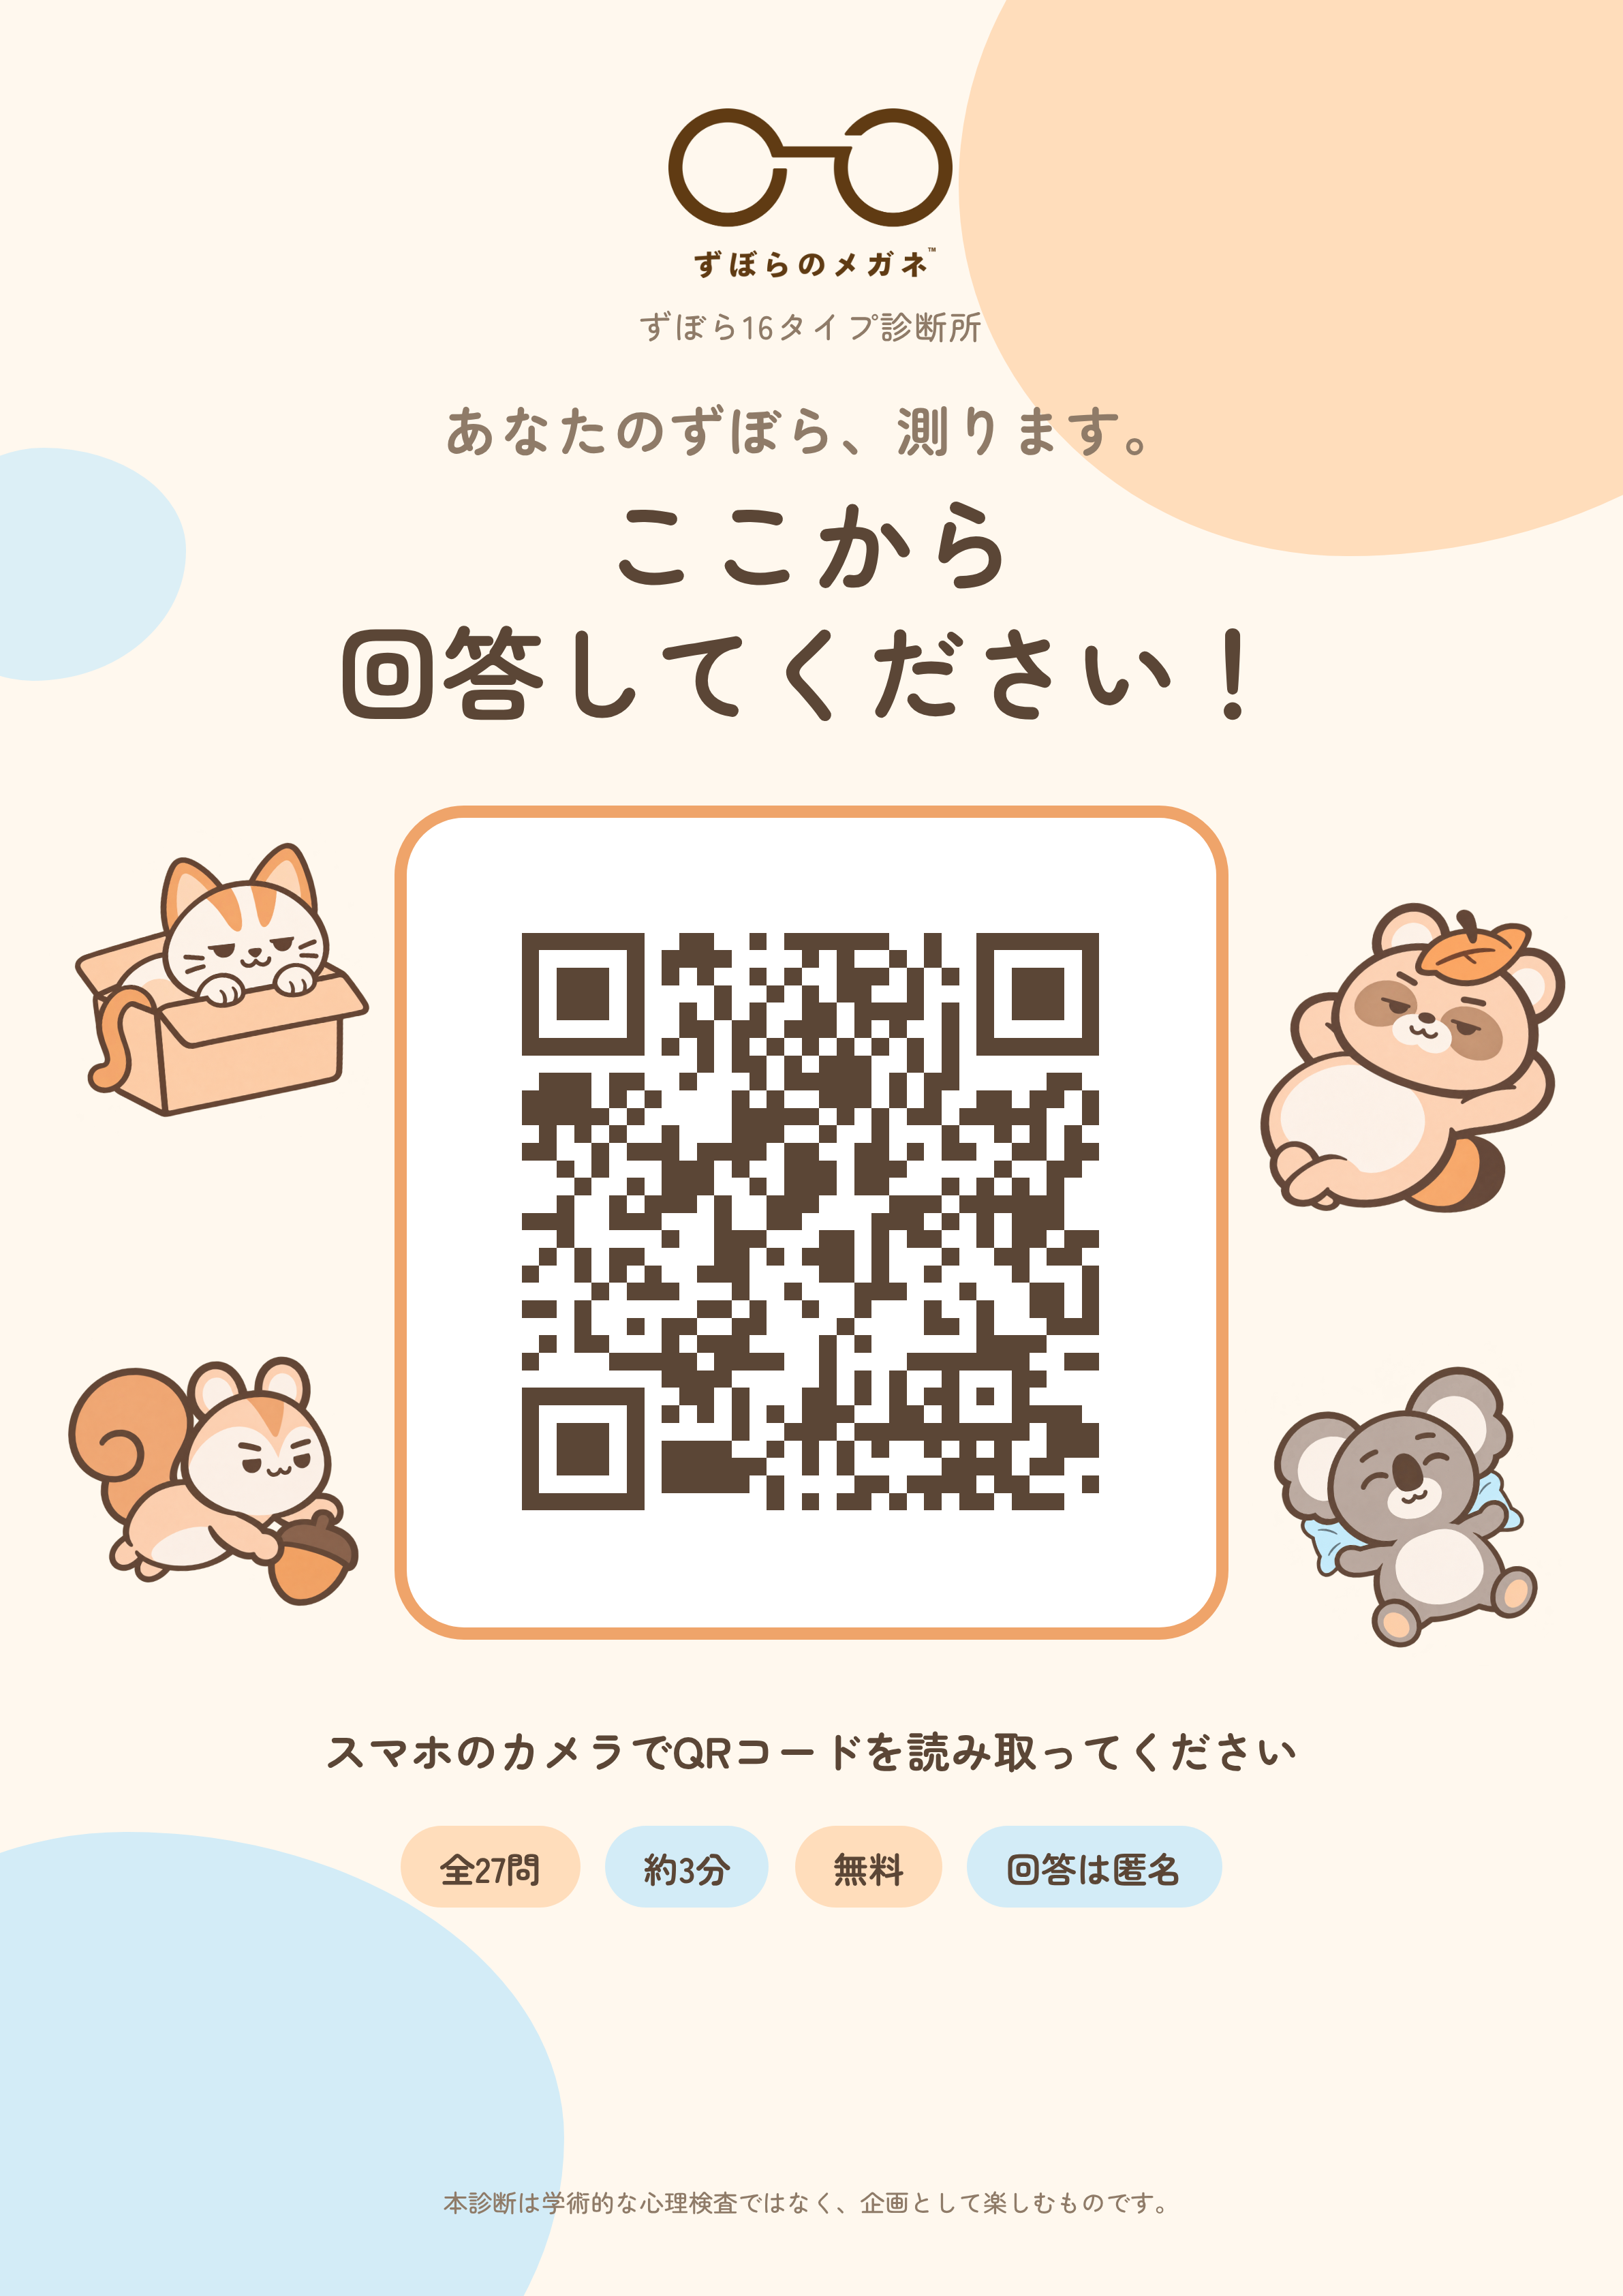 ずぼらのメガネ™
ずぼら16タイプ診断所
あなたのずぼら、測ります。
ここから
回答してください！
スマホのカメラでQRコードを読み取ってください
全27問
約3分
無料
回答は匿名
本診断は学術的な心理検査ではなく、企画として楽しむものです。